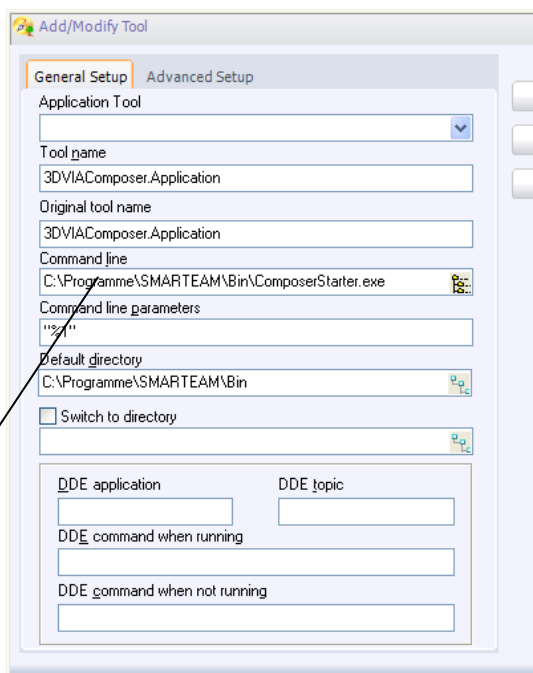 Add/Modify Tool
General Setup Advanced Setup
Application Tool
Tool name
3DVIAComposer.Application
Original tool name
3DVIAComposer.Application
Command line
C:\Programme\SMARTEAM\Bin\ComposerStarter.exe
Command line parameters
"%1"
Default directory
C:\Programme\SMARTEAM\Bin
Switch to directory
DDE application DDE topic
DDE command when running
DDE command when not running